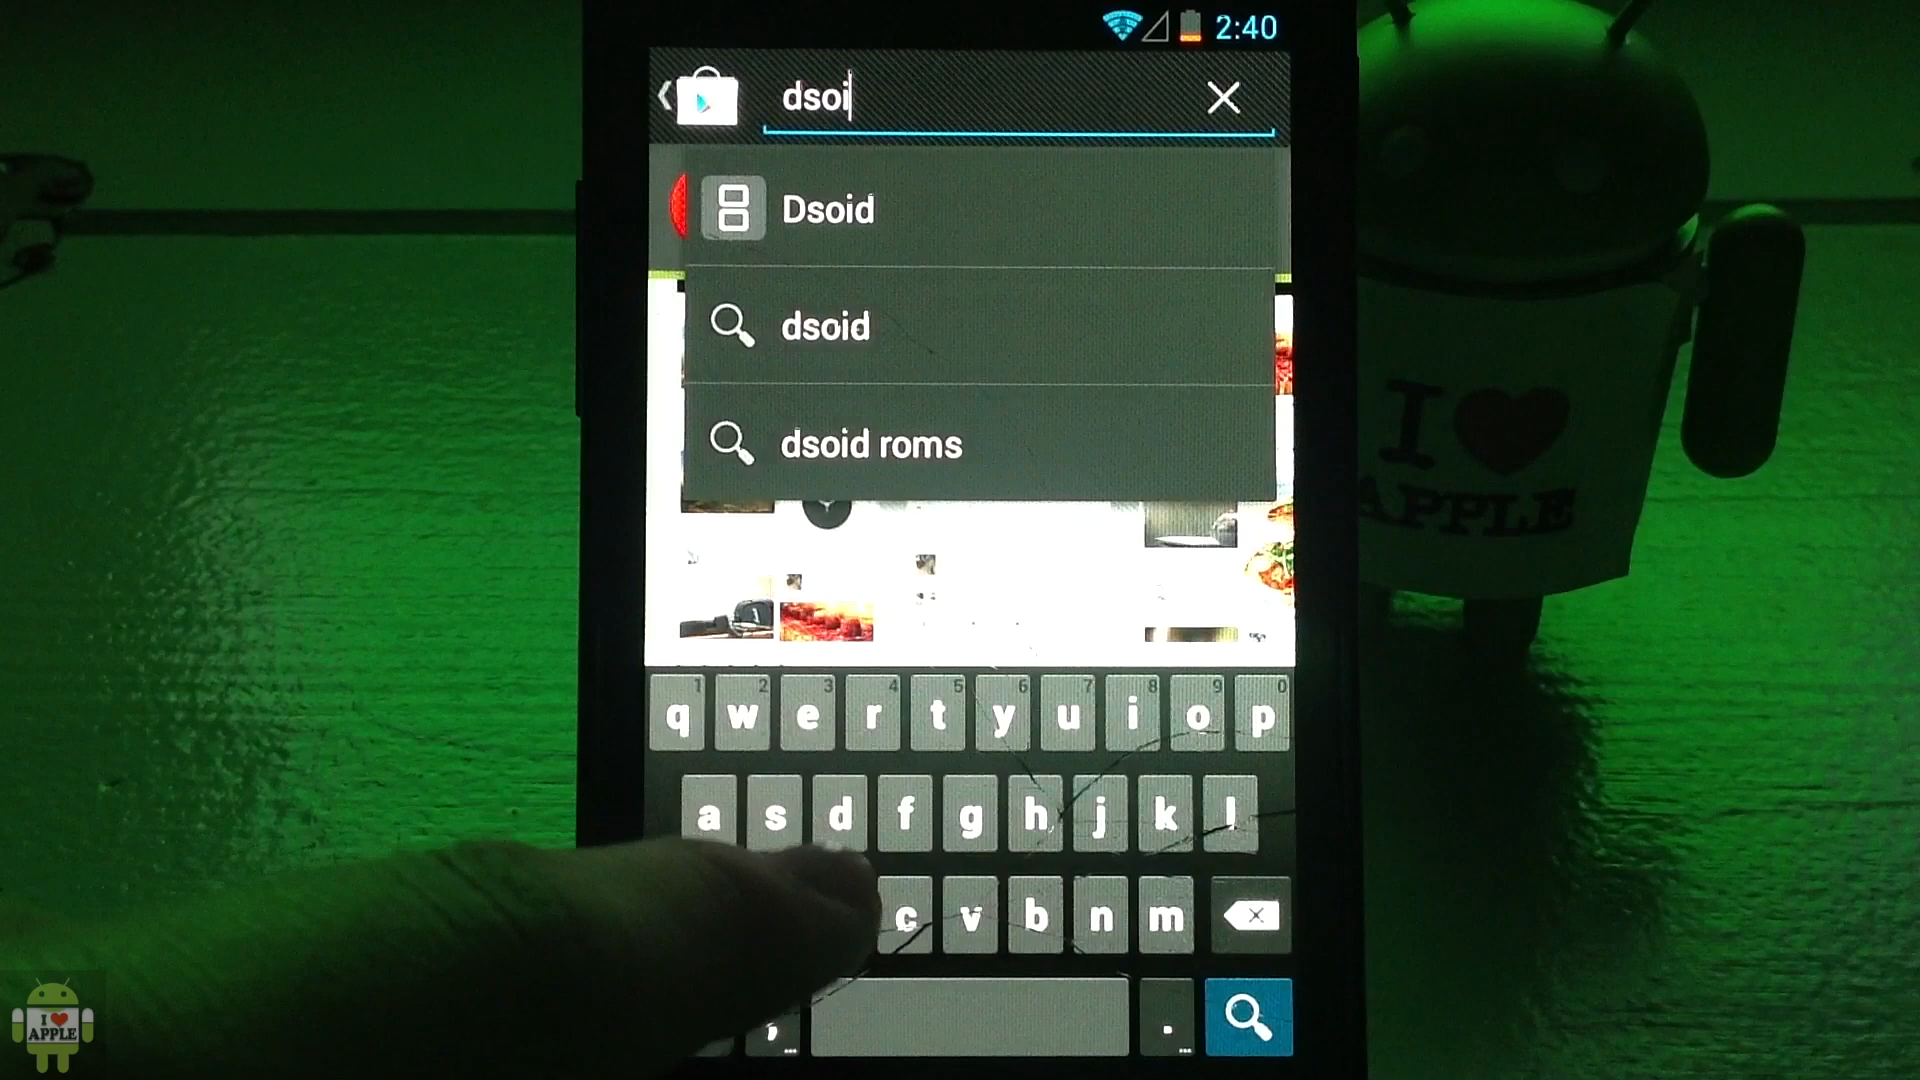 2:40
dsoi
Dsoid
dsoid
dsoid roms
1 2 3 4 5 6 7 8 9 0
q w e r t y u i o p
a s d f g h j k l
c v b n m
, ... . ...
I
APPLE
I
APPLE